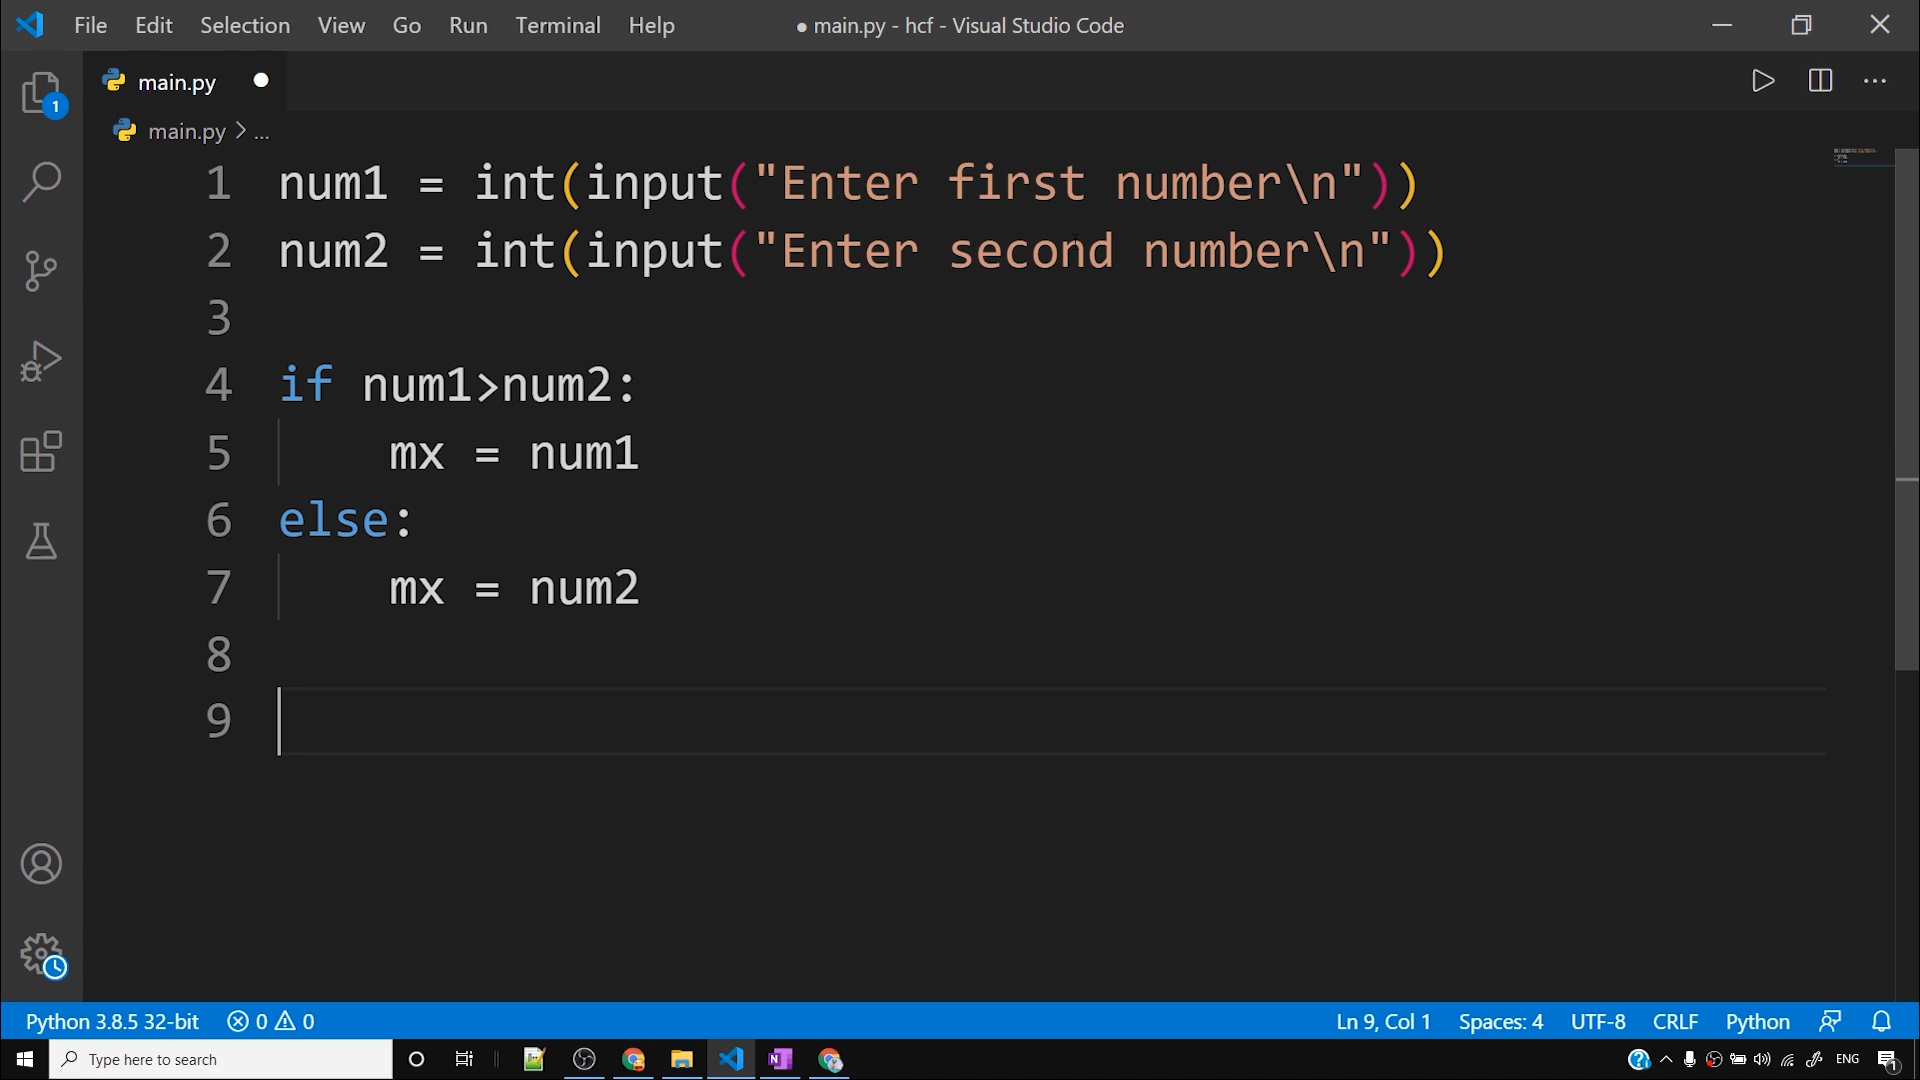 File Edit Selection View Go Run Terminal Help ● main.py - hcf - Visual Studio Code
main.py ●
1
main.py > ...
1 num1 = int(input("Enter first number\n"))
2 num2 = int(input("Enter second number\n"))
3
4 if num1>num2:
5     mx = num1
6 else:
7     mx = num2
8
9
Python 3.8.5 32-bit 0 0 Ln 9, Col 1 Spaces: 4 UTF-8 CRLF Python
Type here to search ENG 1